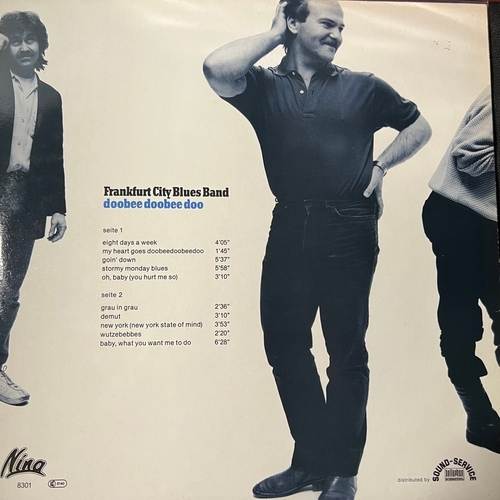 Frankfurt City Blues Band
doobee doobee doo
seite 1
eight days a week 4'05"
my heart goes doobeedoobeedoo 1'45"
goin' down 5'37"
stormy monday blues 5'58"
oh, baby (you hurt me so) 3'10"
seite 2
grau in grau 2'36"
demut 3'10"
new york (new york state of mind) 3'53"
wutzebebbes 2'20"
baby, what you want me to do 6'28"
Nina
8301
distributed by SOUND-SERVICE